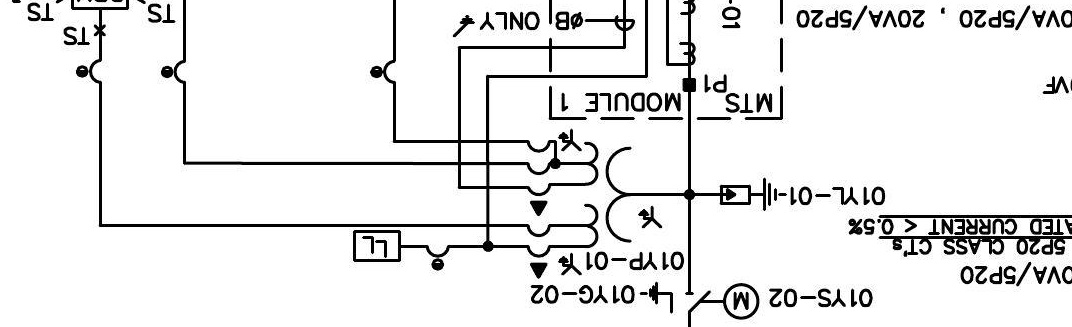 01YS-02 M 01YG-02
0VA/5P20
01YP-01
5P20 CLASS CT's
LL
ATED CURRENT < 0.5%
01YL-01
MTS
MODULE 1
P1
VF
0VA/5P20 , 20VA/5P20
-01
ØB ONLY*
TS
TS
TS